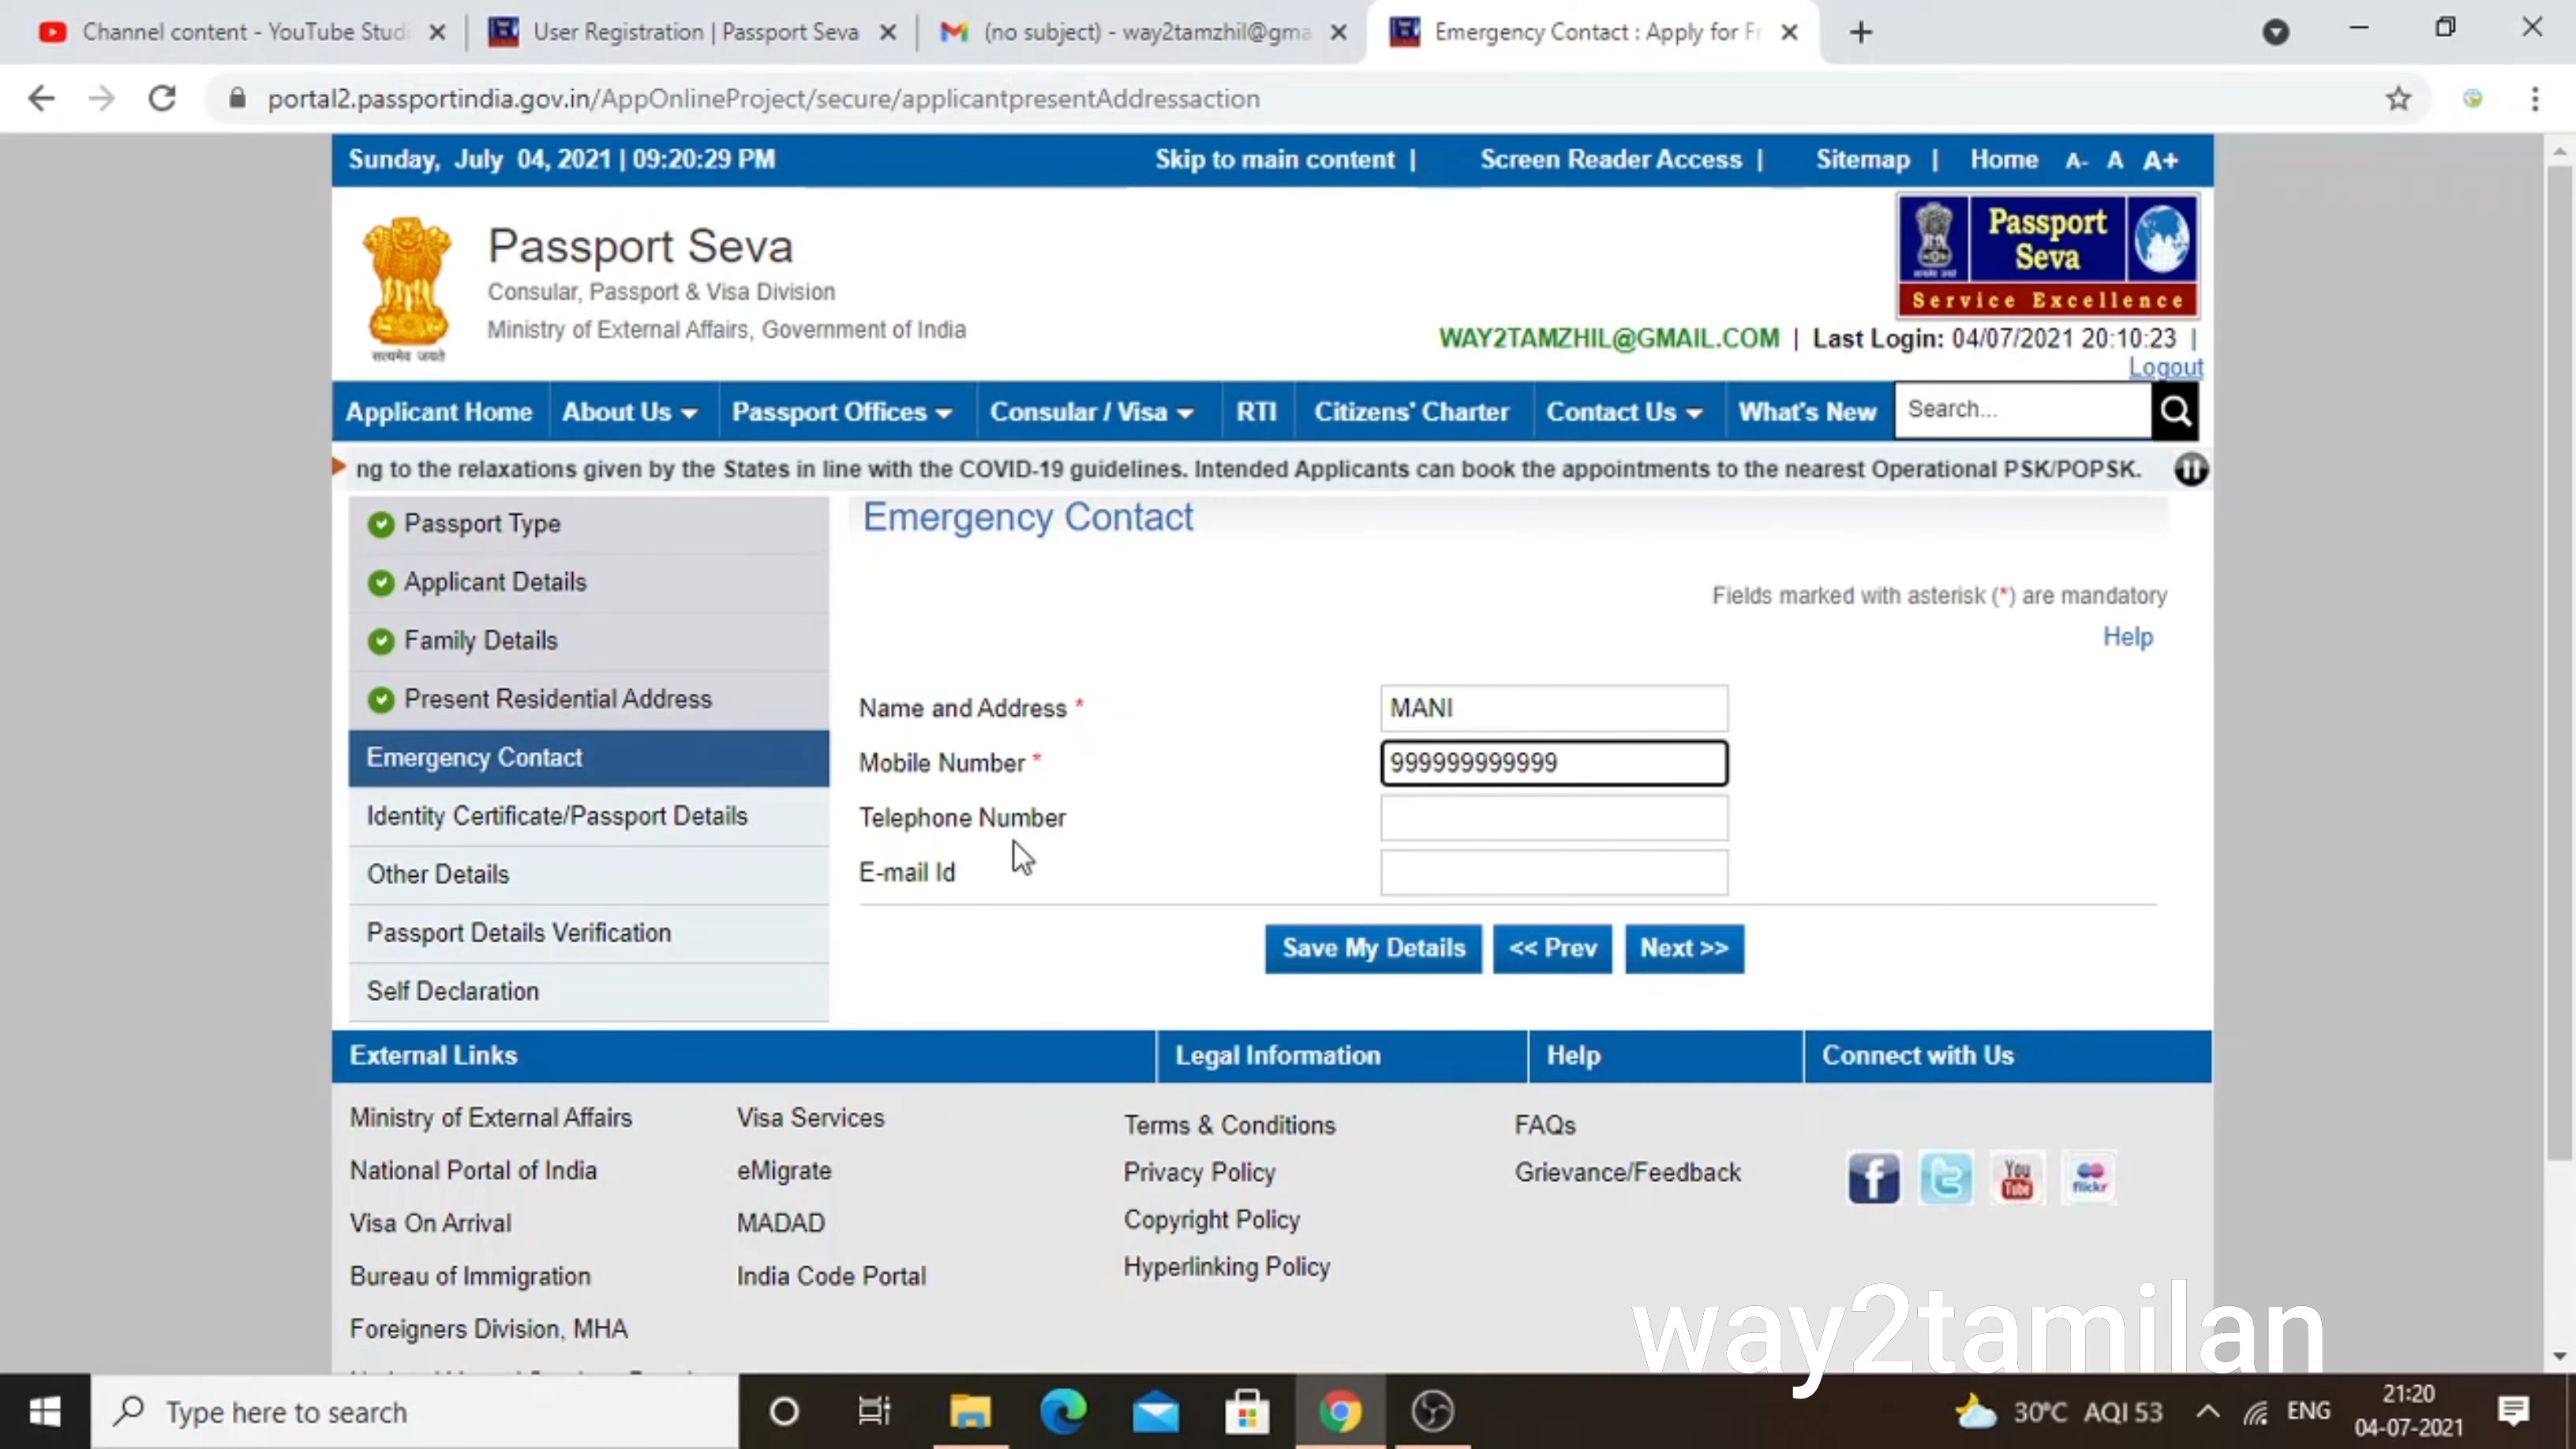 Channel content - YouTube Studi
User Registration | Passport Seva
(no subject) - way2tamzhil@gma
Emergency Contact : Apply for Fr
portal2.passportindia.gov.in/AppOnlineProject/secure/applicantpresentAddressaction
Sunday, July 04, 2021 | 09:20:29 PM
Skip to main content | Screen Reader Access | Sitemap | Home A- A A+
Passport Seva
Consular, Passport & Visa Division
Ministry of External Affairs, Government of India
सत्यमेव जयते
Passport
Seva
Service Excellence
WAY2TAMZHIL@GMAIL.COM | Last Login: 04/07/2021 20:10:23 |
Logout
Applicant Home About Us Passport Offices Consular / Visa RTI Citizens' Charter Contact Us What's New Search...
ng to the relaxations given by the States in line with the COVID-19 guidelines. Intended Applicants can book the appointments to the nearest Operational PSK/POPSK.
Passport Type
Applicant Details
Family Details
Present Residential Address
Emergency Contact
Identity Certificate/Passport Details
Other Details
Passport Details Verification
Self Declaration
Emergency Contact
Fields marked with asterisk (*) are mandatory
Help
Name and Address * MANI
Mobile Number * 999999999999
Telephone Number
E-mail Id
Save My Details << Prev Next >>
External Links
Ministry of External Affairs
National Portal of India
Visa On Arrival
Bureau of Immigration
Foreigners Division, MHA
Visa Services
eMigrate
MADAD
India Code Portal
Legal Information
Terms & Conditions
Privacy Policy
Copyright Policy
Hyperlinking Policy
Help
FAQs
Grievance/Feedback
Connect with Us
You
Tube
flickr
way2tamilan
Type here to search
30°C AQI 53
ENG
21:20
04-07-2021